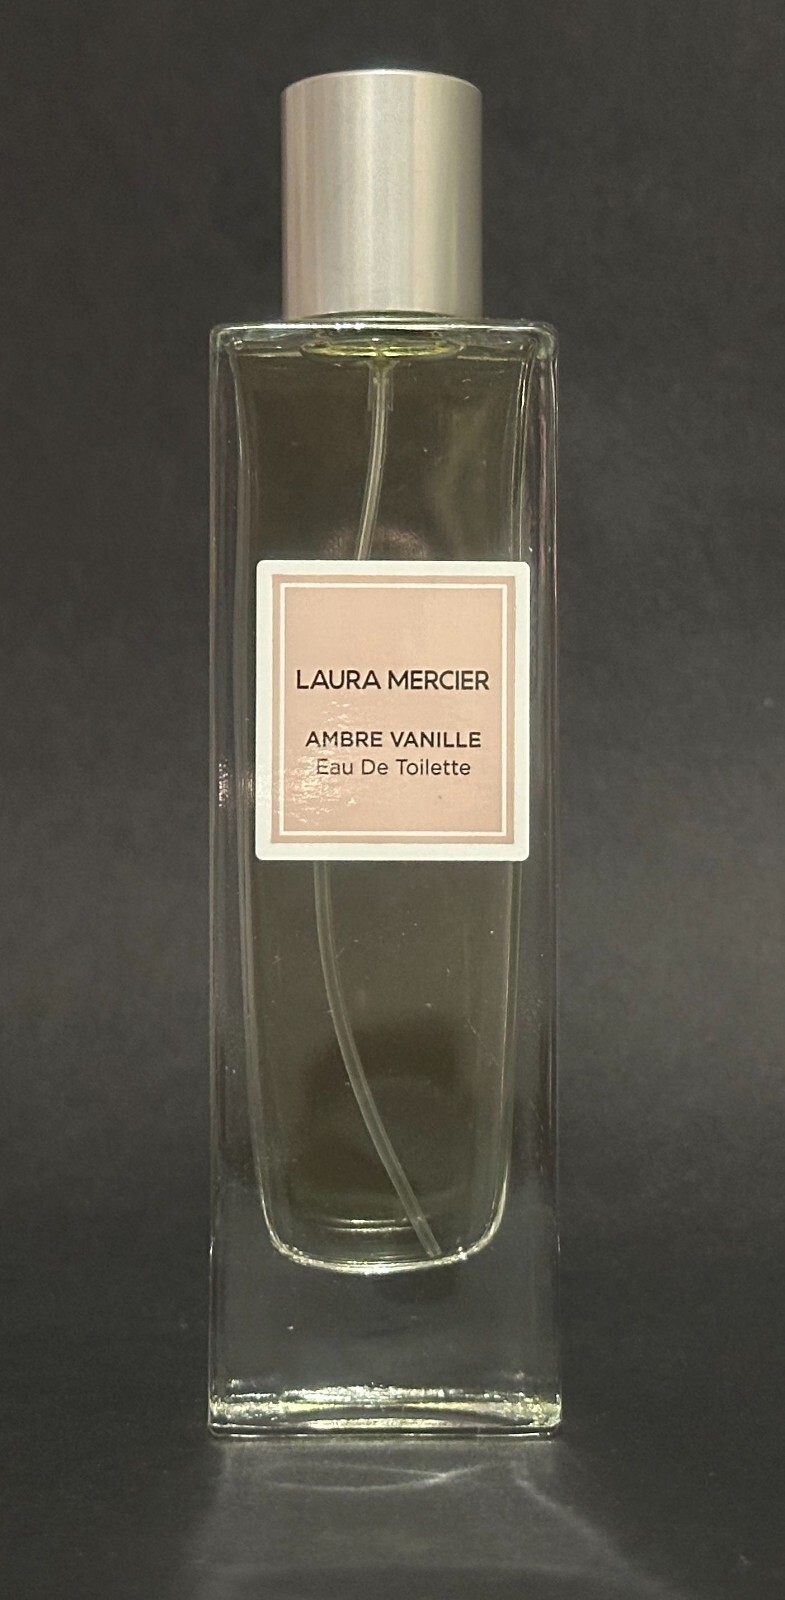 LAURA MERCIER
AMBRE VANILLE
Eau De Toilette